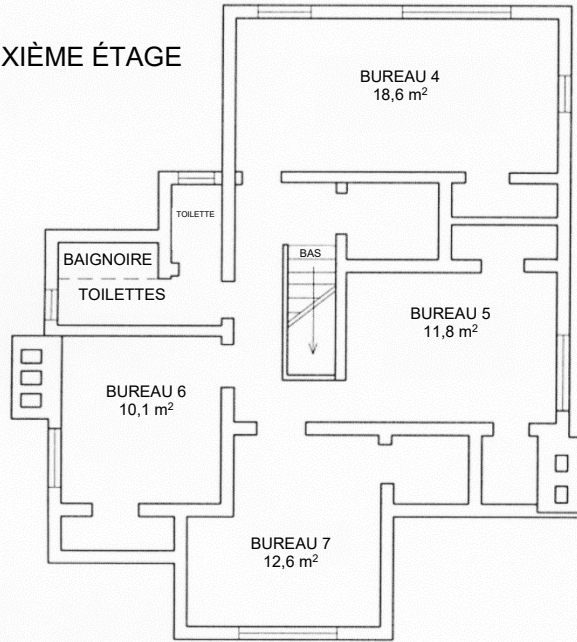 XIÈME ÉTAGE
BUREAU 4
18,6 m²
TOILETTE
BAIGNOIRE
TOILETTES
BAS
BUREAU 5
11,8 m²
BUREAU 6
10,1 m²
BUREAU 7
12,6 m²